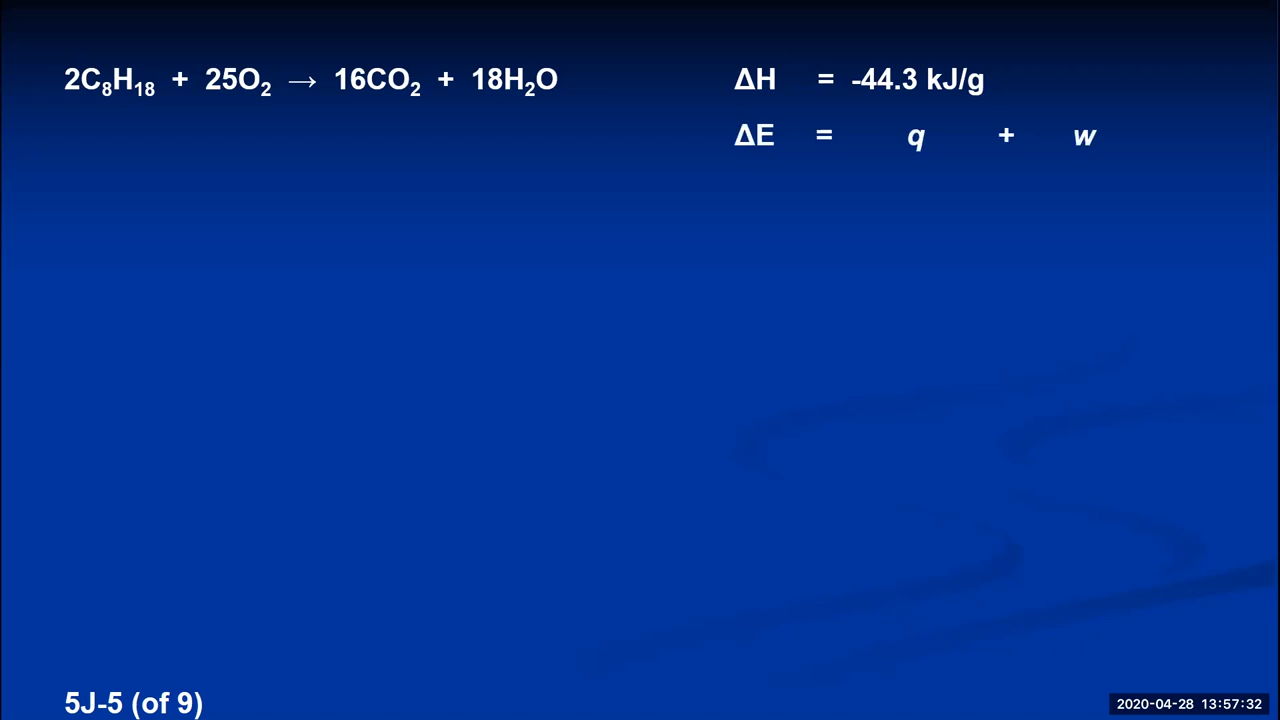 2C₈H₁₈ + 25O₂ → 16CO₂ + 18H₂O ΔH = -44.3 kJ/g
ΔE = q + w
5J-5 (of 9)
2020-04-28 13:57:32